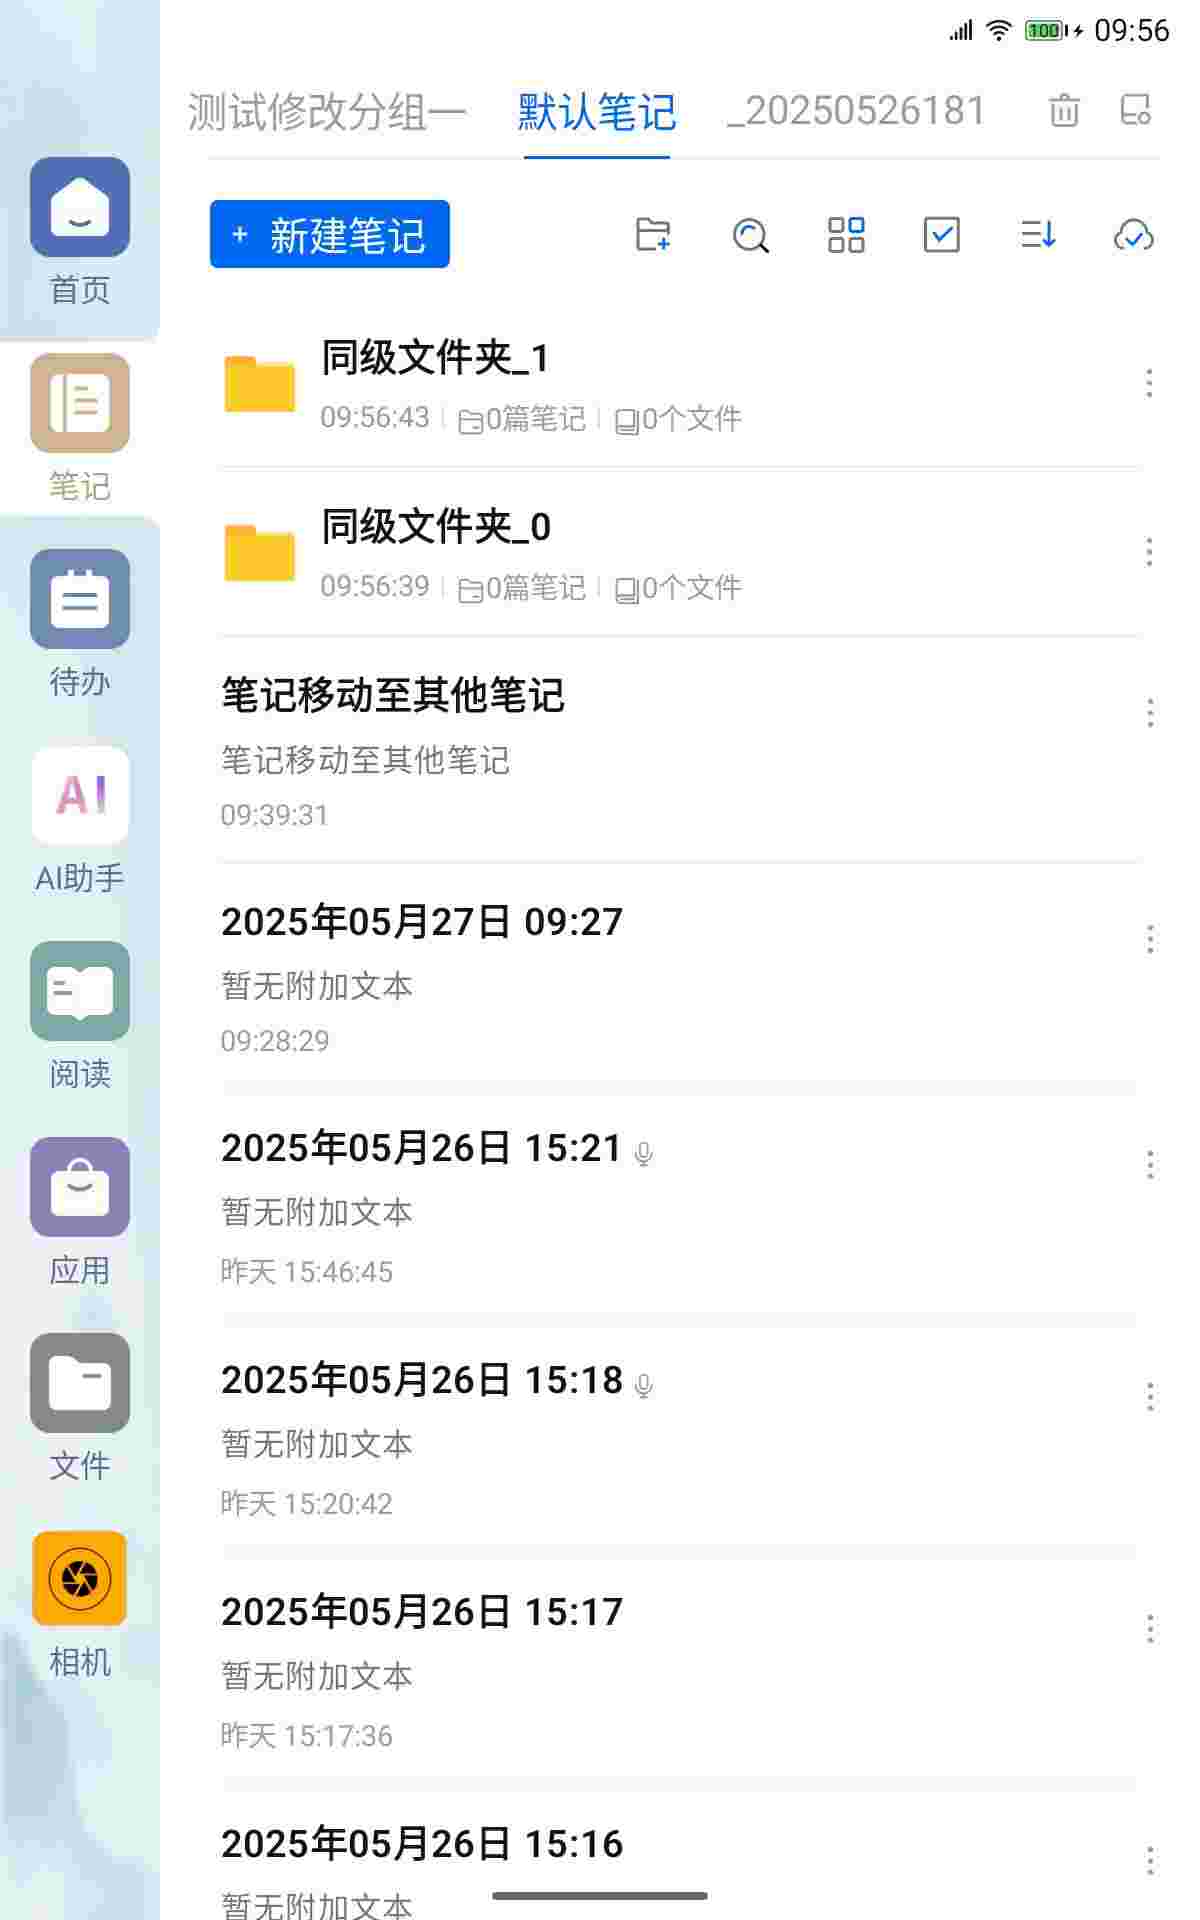 100 09:56
测试修改分组一 默认笔记 _20250526181
+ 新建笔记
首页
笔记
待办
AI
AI助手
阅读
应用
文件
相机
同级文件夹_1
09:56:43 0篇笔记 0个文件
同级文件夹_0
09:56:39 0篇笔记 0个文件
笔记移动至其他笔记
笔记移动至其他笔记
09:39:31
2025年05月27日 09:27
暂无附加文本
09:28:29
2025年05月26日 15:21
暂无附加文本
昨天 15:46:45
2025年05月26日 15:18
暂无附加文本
昨天 15:20:42
2025年05月26日 15:17
暂无附加文本
昨天 15:17:36
2025年05月26日 15:16
暂无附加文本